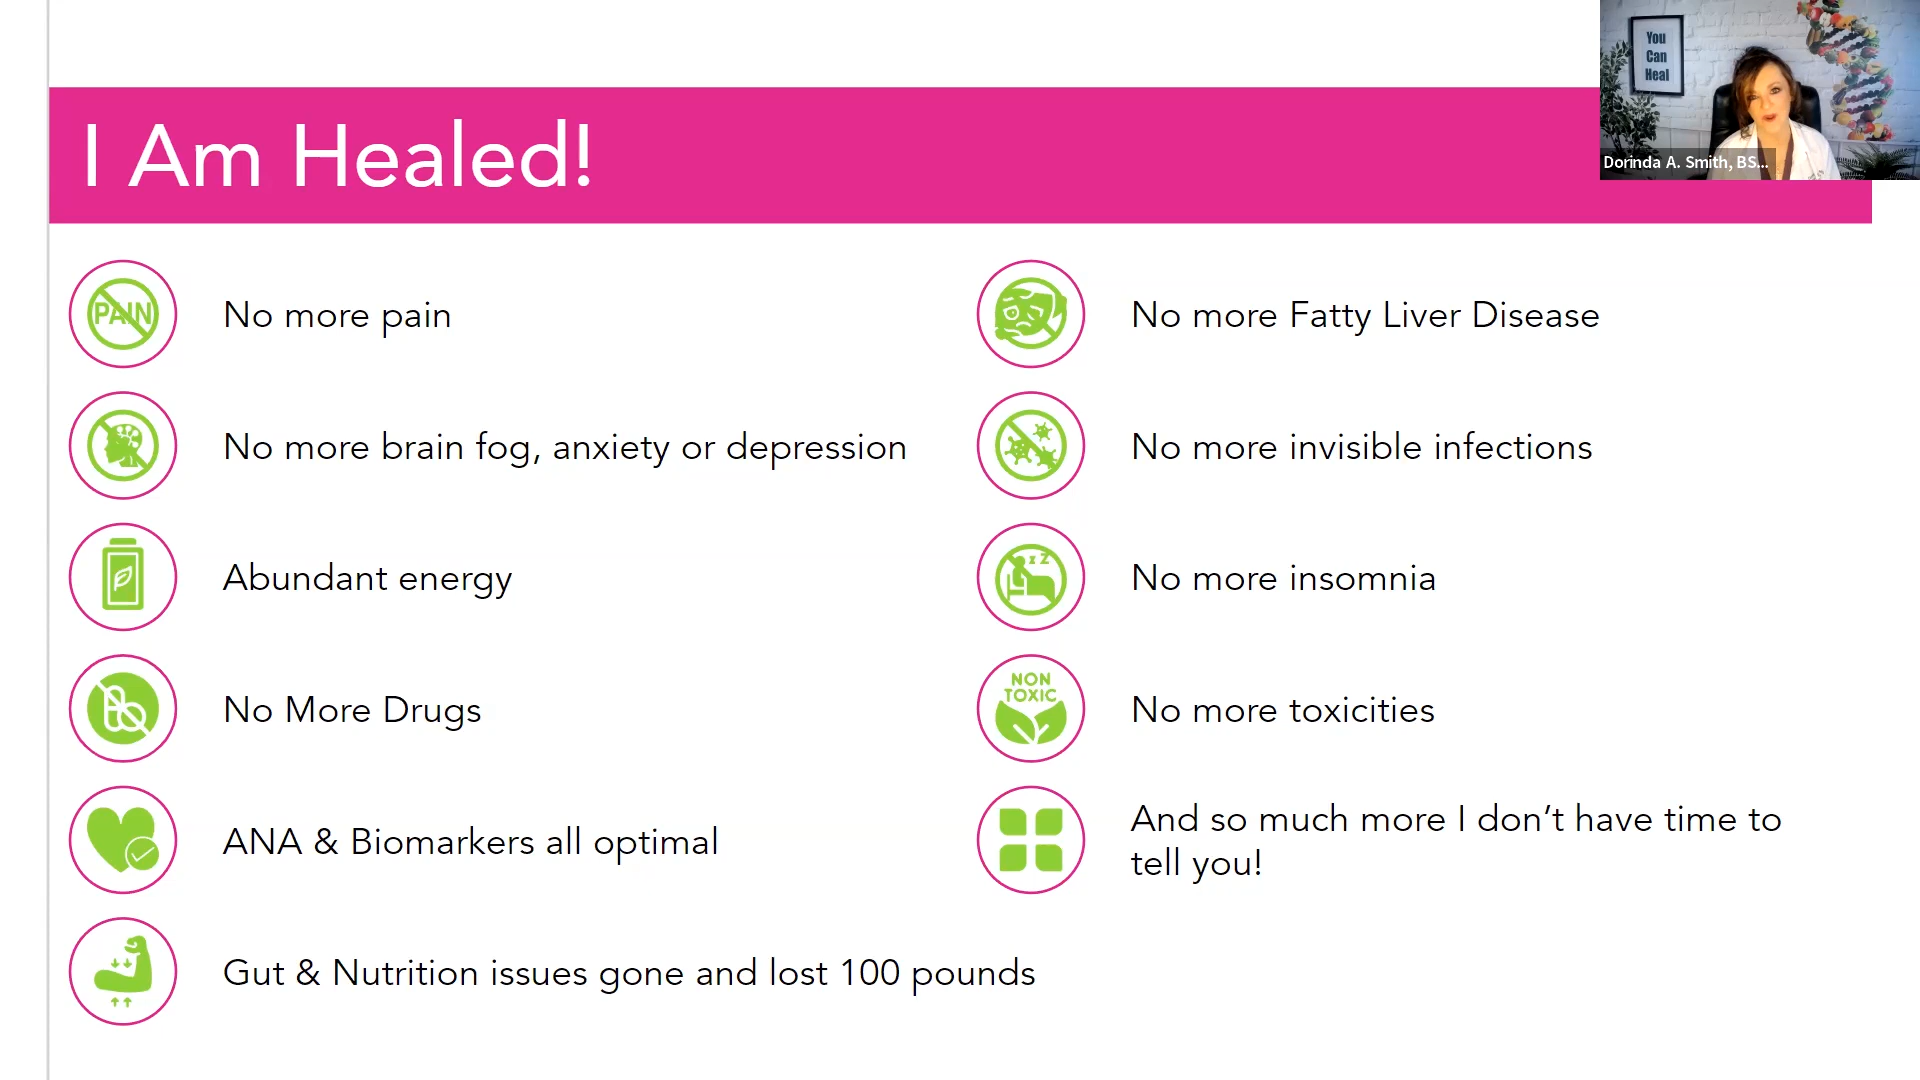 You
Can
Heal
Dorinda A. Smith, BS...
I Am Healed!
PAIN
No more pain
No more brain fog, anxiety or depression
Abundant energy
No More Drugs
ANA & Biomarkers all optimal
Gut & Nutrition issues gone and lost 100 pounds
No more Fatty Liver Disease
No more invisible infections
z Z
No more insomnia
NON
TOXIC
No more toxicities
And so much more I don’t have time to
tell you!